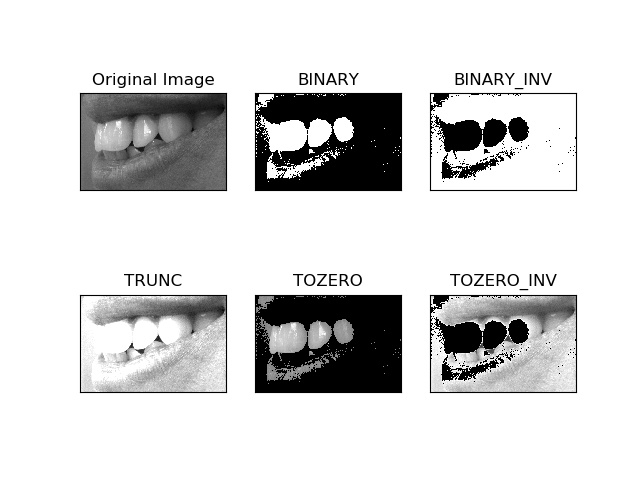 Original Image
BINARY
BINARY_INV
TRUNC
TOZERO
TOZERO_INV